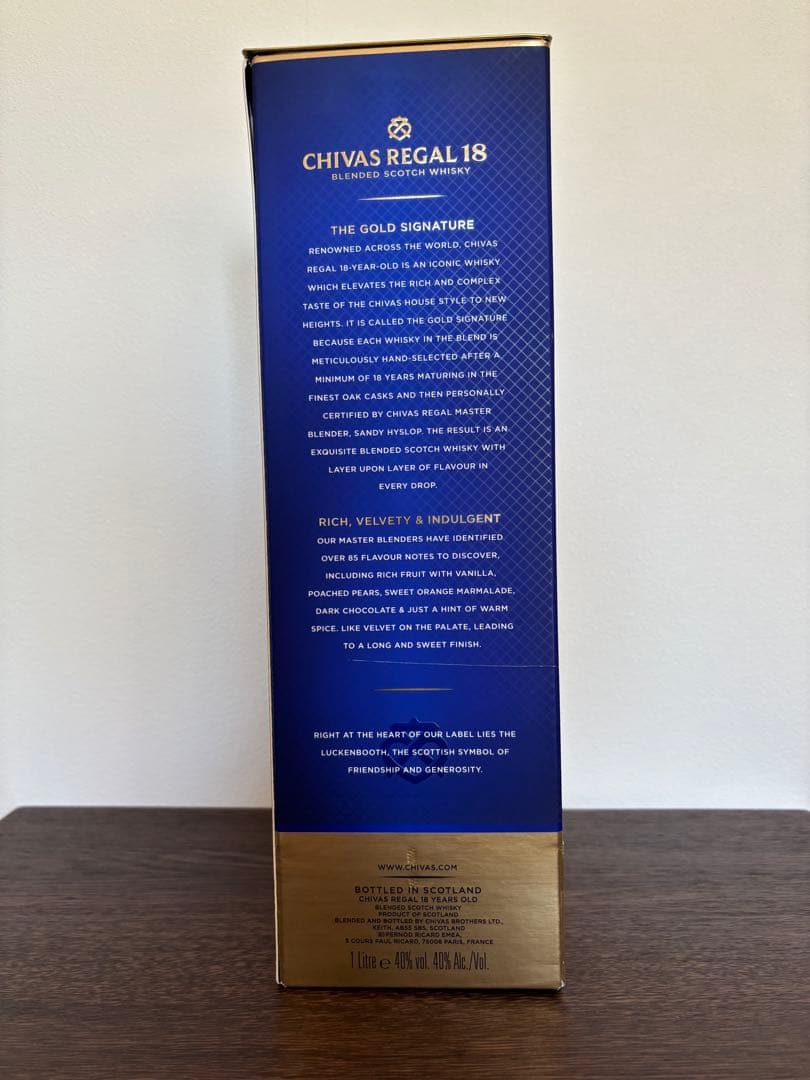 CHIVAS REGAL 18
BLENDED SCOTCH WHISKY
THE GOLD SIGNATURE
RENOWNED ACROSS THE WORLD, CHIVAS
REGAL 18-YEAR-OLD IS AN ICONIC WHISKY
WHICH ELEVATES THE RICH AND COMPLEX
TASTE OF THE CHIVAS HOUSE STYLE TO NEW
HEIGHTS. IT IS CALLED THE GOLD SIGNATURE
BECAUSE EACH WHISKY IN THE BLEND IS
METICULOUSLY HAND-SELECTED AFTER A
MINIMUM OF 18 YEARS MATURING IN THE
FINEST OAK CASKS AND THEN PERSONALLY
CERTIFIED BY CHIVAS REGAL MASTER
BLENDER, SANDY HYSLOP. THE RESULT IS AN
EXQUISITE BLENDED SCOTCH WHISKY WITH
LAYER UPON LAYER OF FLAVOUR IN
EVERY DROP.
RICH, VELVETY & INDULGENT
OUR MASTER BLENDERS HAVE IDENTIFIED
OVER 85 FLAVOUR NOTES TO DISCOVER,
INCLUDING RICH FRUIT WITH VANILLA,
POACHED PEARS, SWEET ORANGE MARMALADE,
DARK CHOCOLATE & JUST A HINT OF WARM
SPICE. LIKE VELVET ON THE PALATE, LEADING
TO A LONG AND SWEET FINISH.
RIGHT AT THE HEART OF OUR LABEL LIES THE
LUCKENBOOTH, THE SCOTTISH SYMBOL OF
FRIENDSHIP AND GENEROSITY.
WWW.CHIVAS.COM
BOTTLED IN SCOTLAND
CHIVAS REGAL 18 YEARS OLD
BLENDED SCOTCH WHISKY
PRODUCT OF SCOTLAND
BLENDED AND BOTTLED BY CHIVAS BROTHERS LTD.,
KEITH, AB55 5BS, SCOTLAND
PERNOD RICARD EMEA,
5 COURS PAUL RICARD, 75008 PARIS, FRANCE
1 Litre ℮ 40% vol. 40% Alc./Vol.